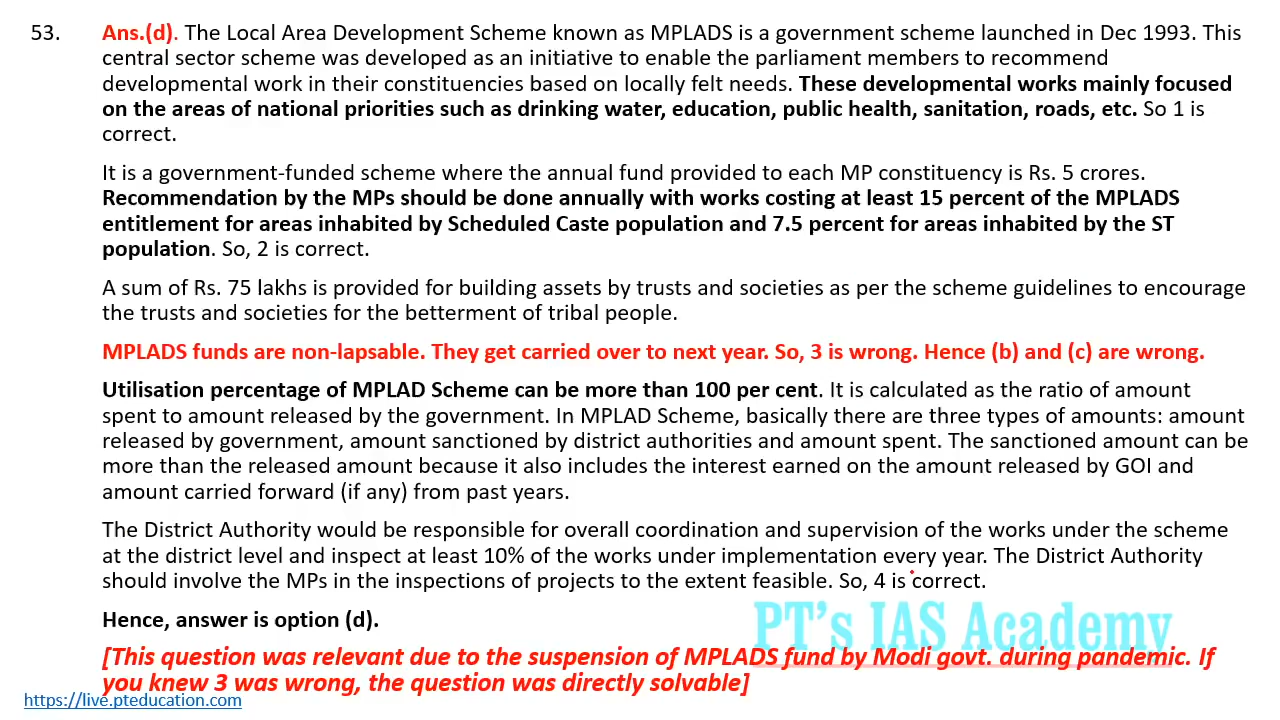 53. Ans.(d). The Local Area Development Scheme known as MPLADS is a government scheme launched in Dec 1993. This
central sector scheme was developed as an initiative to enable the parliament members to recommend
developmental work in their constituencies based on locally felt needs. These developmental works mainly focused
on the areas of national priorities such as drinking water, education, public health, sanitation, roads, etc. So 1 is
correct.
It is a government-funded scheme where the annual fund provided to each MP constituency is Rs. 5 crores.
Recommendation by the MPs should be done annually with works costing at least 15 percent of the MPLADS
entitlement for areas inhabited by Scheduled Caste population and 7.5 percent for areas inhabited by the ST
population. So, 2 is correct.
A sum of Rs. 75 lakhs is provided for building assets by trusts and societies as per the scheme guidelines to encourage
the trusts and societies for the betterment of tribal people.
MPLADS funds are non-lapsable. They get carried over to next year. So, 3 is wrong. Hence (b) and (c) are wrong.
Utilisation percentage of MPLAD Scheme can be more than 100 per cent. It is calculated as the ratio of amount
spent to amount released by the government. In MPLAD Scheme, basically there are three types of amounts: amount
released by government, amount sanctioned by district authorities and amount spent. The sanctioned amount can be
more than the released amount because it also includes the interest earned on the amount released by GOI and
amount carried forward (if any) from past years.
The District Authority would be responsible for overall coordination and supervision of the works under the scheme
at the district level and inspect at least 10% of the works under implementation every year. The District Authority
should involve the MPs in the inspections of projects to the extent feasible. So, 4 is correct.
Hence, answer is option (d).
PT's IAS Academy
[This question was relevant due to the suspension of MPLADS fund by Modi govt. during pandemic. If
you knew 3 was wrong, the question was directly solvable]
https://live.pteducation.com